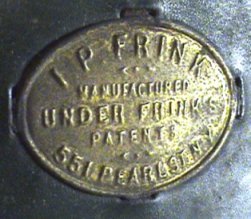 I P FRINK
MANUFACTURED
UNDER FRINK'S
PATENTS
551 PEARL ST. N.Y.